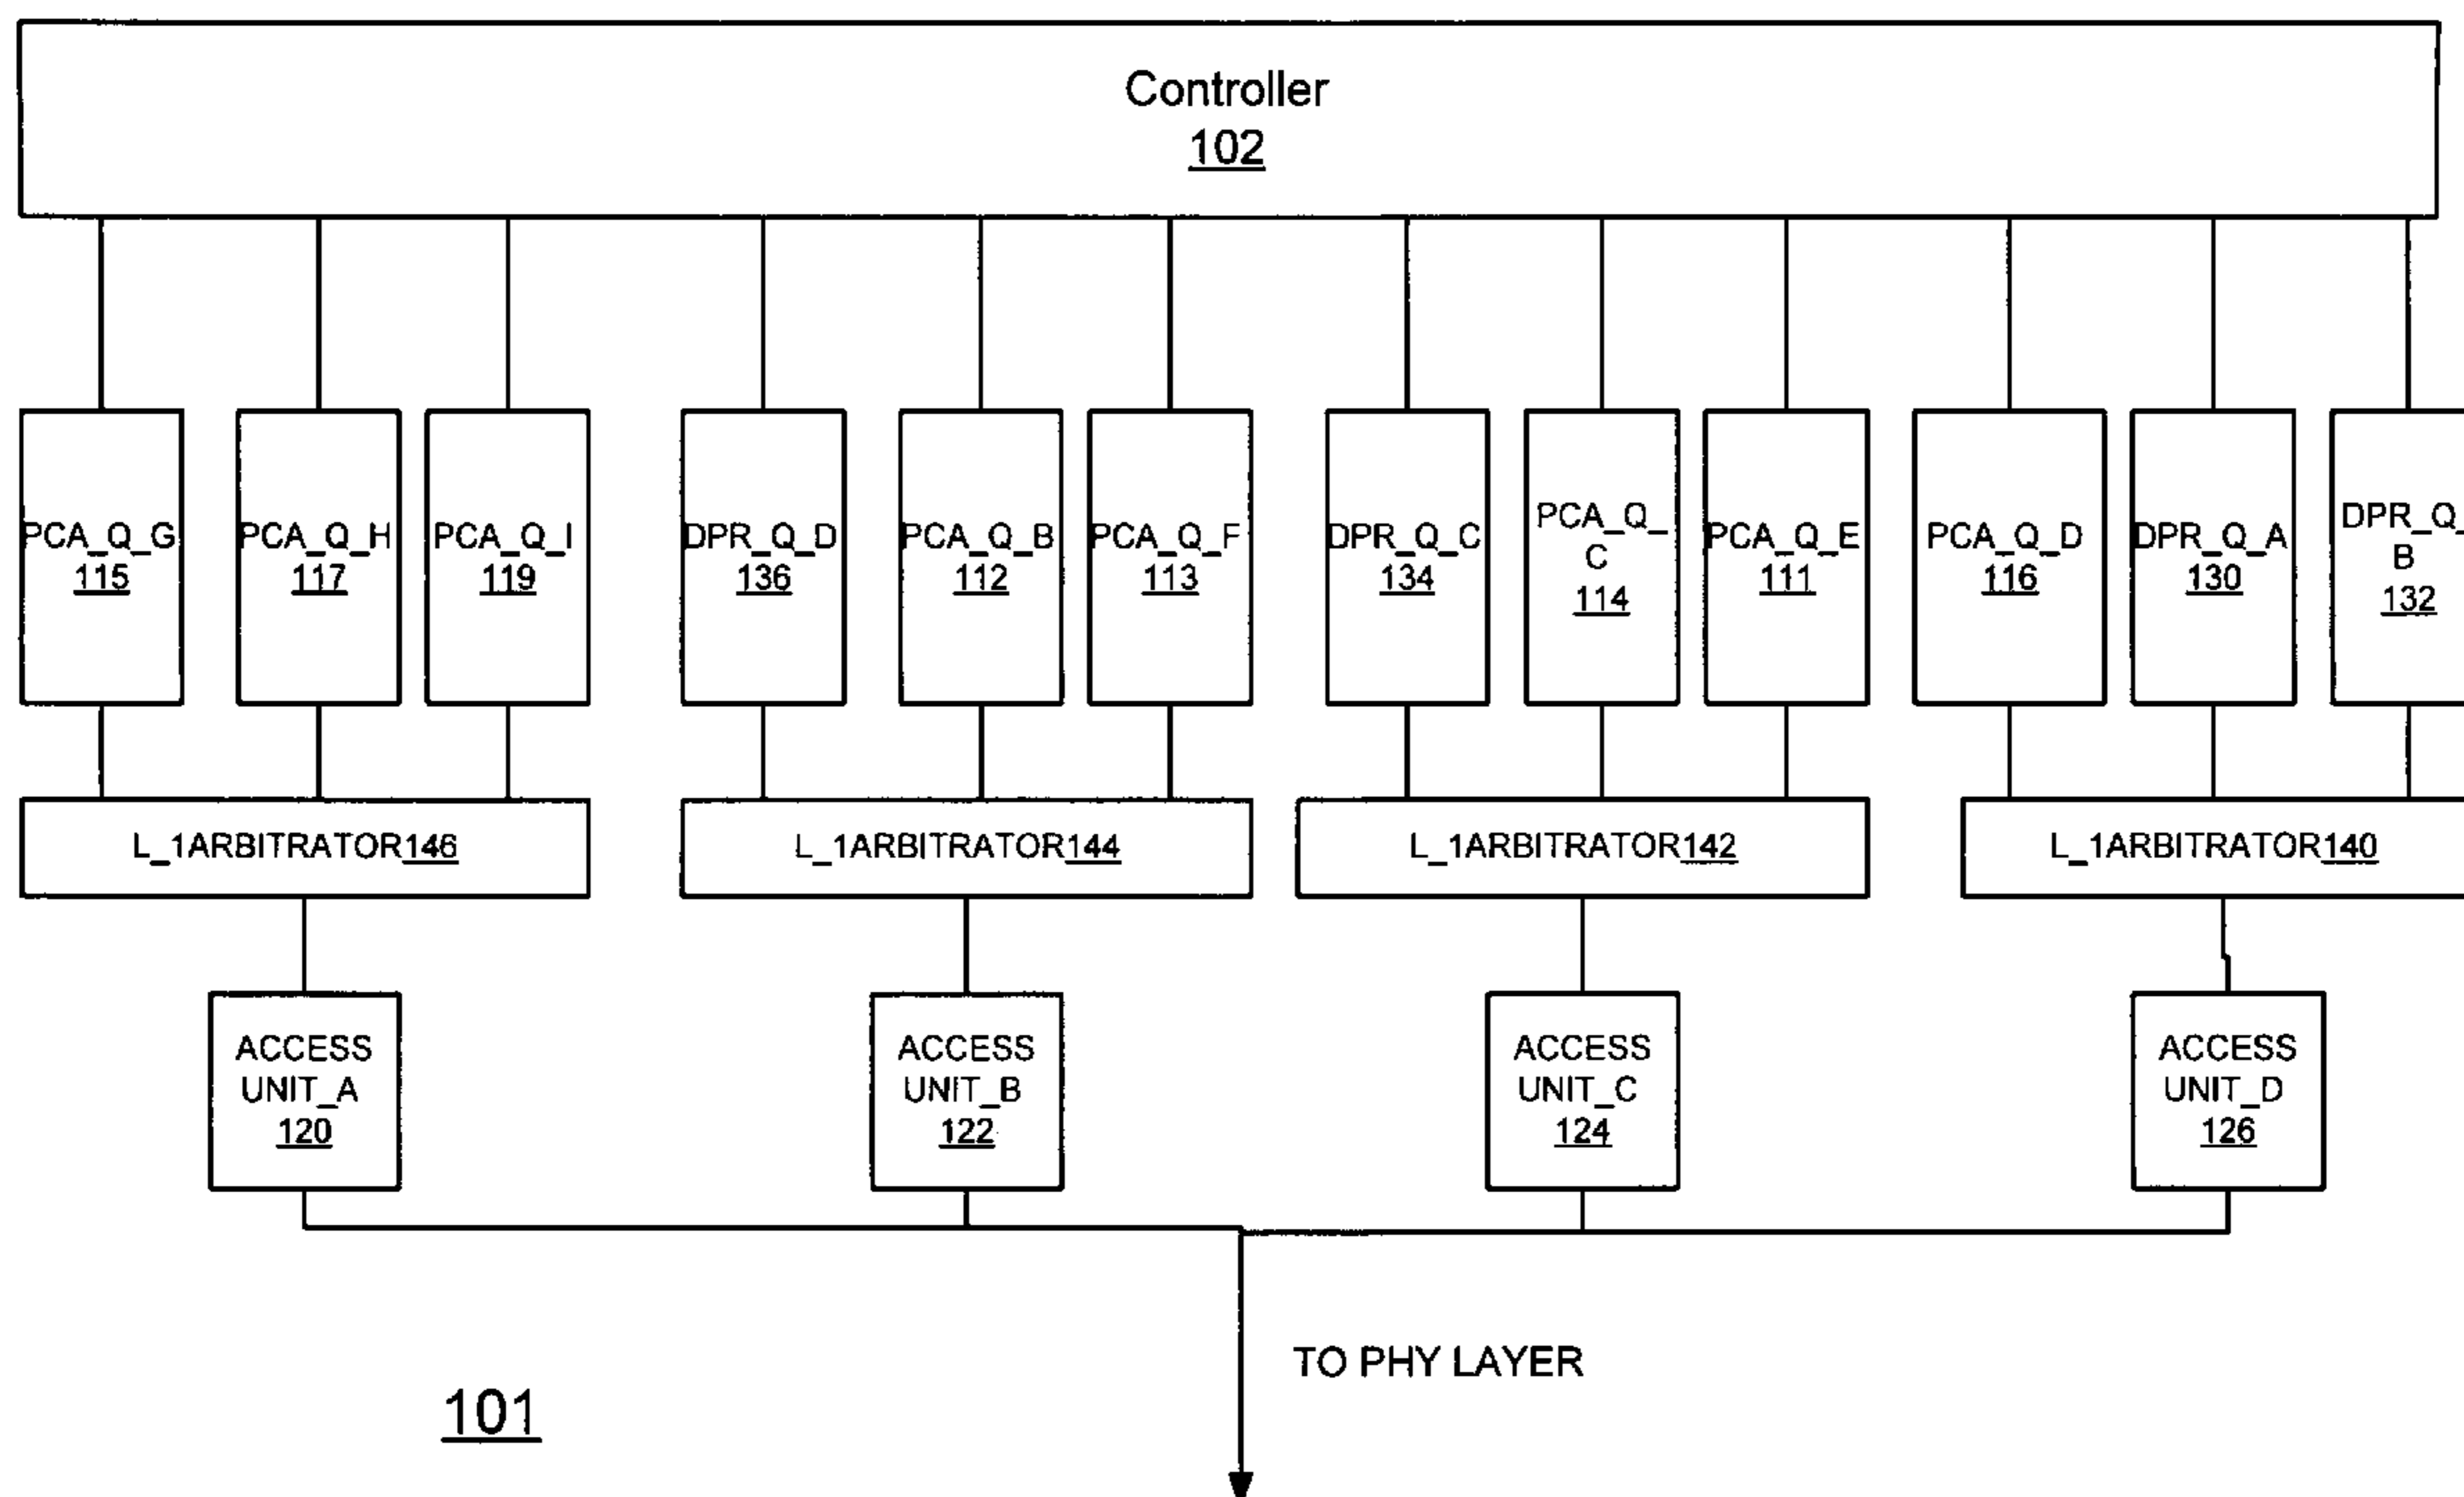 Controller
102
PCA_Q_G
115
PCA_Q_H
117
PCA_Q_I
119
DPR_Q_D
136
PCA_Q_B
112
PCA_Q_F
113
DPR_Q_C
134
PCA_Q_
C
114
PCA_Q_E
111
PCA_Q_D
116
DPR_Q_A
130
DPR_Q_
B
132
L_1ARBITRATOR146
L_1ARBITRATOR144
L_1ARBITRATOR142
L_1ARBITRATOR140
ACCESS
UNIT_A
120
ACCESS
UNIT_B
122
ACCESS
UNIT_C
124
ACCESS
UNIT_D
126
TO PHY LAYER
101